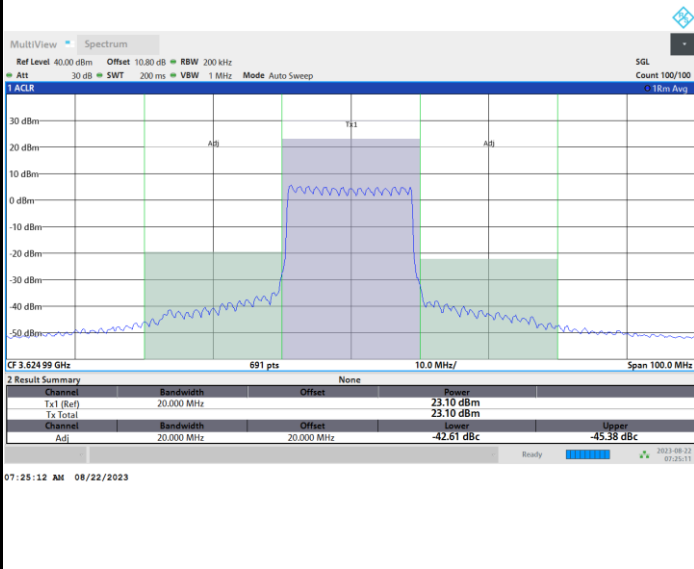 MultiView Spectrum
Ref Level 40.00 dBm Offset 10.80 dB RBW 200 kHz SGL
Att 30 dB SWT 200 ms VBW 1 MHz Mode Auto Sweep Count 100/100
1 ACLR 1Rm Avg
30 dBm
Tx1
20 dBm
Adj Adj
10 dBm
0 dBm
-10 dBm
-20 dBm
-30 dBm
-40 dBm
-50 dBm
CF 3.62499 GHz 691 pts 10.0 MHz/ Span 100.0 MHz
2 Result Summary None
Channel Bandwidth Offset Power
Tx1 (Ref) 20.000 MHz 23.10 dBm
Tx Total 23.10 dBm
Channel Bandwidth Offset Lower Upper
Adj 20.000 MHz 20.000 MHz -42.61 dBc -45.38 dBc
Ready 2023-08-22
07:25:11
07:25:12 AM 08/22/2023